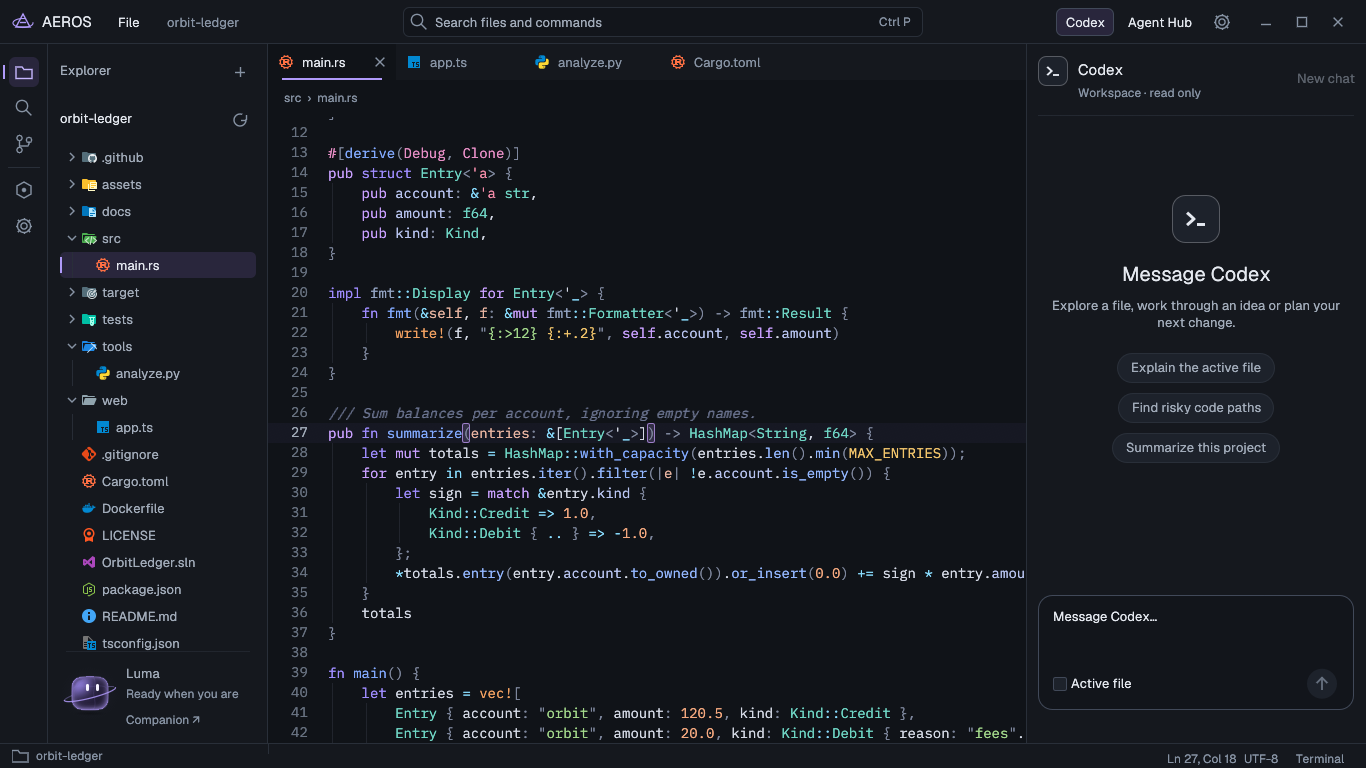 AEROS File orbit-ledger Search files and commands Ctrl P Codex Agent Hub
Explorer
orbit-ledger
.github
assets
docs
src
main.rs
target
tests
tools
analyze.py
web
app.ts
.gitignore
Cargo.toml
Dockerfile
LICENSE
OrbitLedger.sln
package.json
README.md
tsconfig.json
Luma
Ready when you are
Companion ↗
main.rs app.ts analyze.py Cargo.toml
src › main.rs
12
13 #[derive(Debug, Clone)]
14 pub struct Entry<'a> {
15     pub account: &'a str,
16     pub amount: f64,
17     pub kind: Kind,
18 }
19
20 impl fmt::Display for Entry<'_> {
21     fn fmt(&self, f: &mut fmt::Formatter<'_>) -> fmt::Result {
22         write!(f, "{:>12} {:+.2}", self.account, self.amount)
23     }
24 }
25
26 /// Sum balances per account, ignoring empty names.
27 pub fn summarize(entries: &[Entry<'_>]) -> HashMap<String, f64> {
28     let mut totals = HashMap::with_capacity(entries.len().min(MAX_ENTRIES));
29     for entry in entries.iter().filter(|e| !e.account.is_empty()) {
30         let sign = match &entry.kind {
31             Kind::Credit => 1.0,
32             Kind::Debit { .. } => -1.0,
33         };
34         *totals.entry(entry.account.to_owned()).or_insert(0.0) += sign * entry.amou
35     }
36     totals
37 }
38
39 fn main() {
40     let entries = vec![
41         Entry { account: "orbit", amount: 120.5, kind: Kind::Credit },
42         Entry { account: "orbit", amount: 20.0, kind: Kind::Debit { reason: "fees".
Codex
Workspace · read only
New chat
Message Codex
Explore a file, work through an idea or plan your
next change.
Explain the active file
Find risky code paths
Summarize this project
Message Codex…
Active file
orbit-ledger Ln 27, Col 18 UTF-8 Terminal